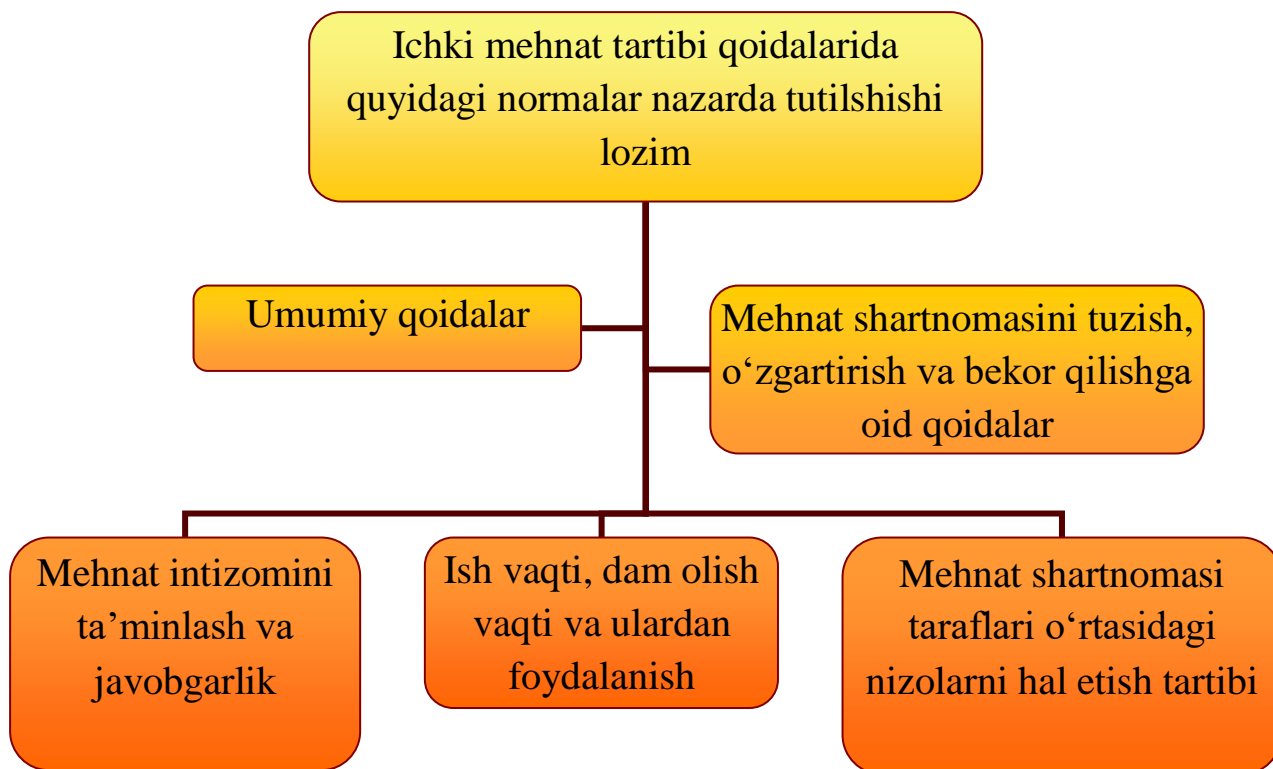 Ichki mehnat tartibi qoidalarida
quyidagi normalar nazarda tutilshishi
lozim
Umumiy qoidalar
Mehnat shartnomasini tuzish,
o‘zgartirish va bekor qilishga
oid qoidalar
Mehnat intizomini
ta’minlash va
javobgarlik
Ish vaqti, dam olish
vaqti va ulardan
foydalanish
Mehnat shartnomasi
taraflari o‘rtasidagi
nizolarni hal etish tartibi